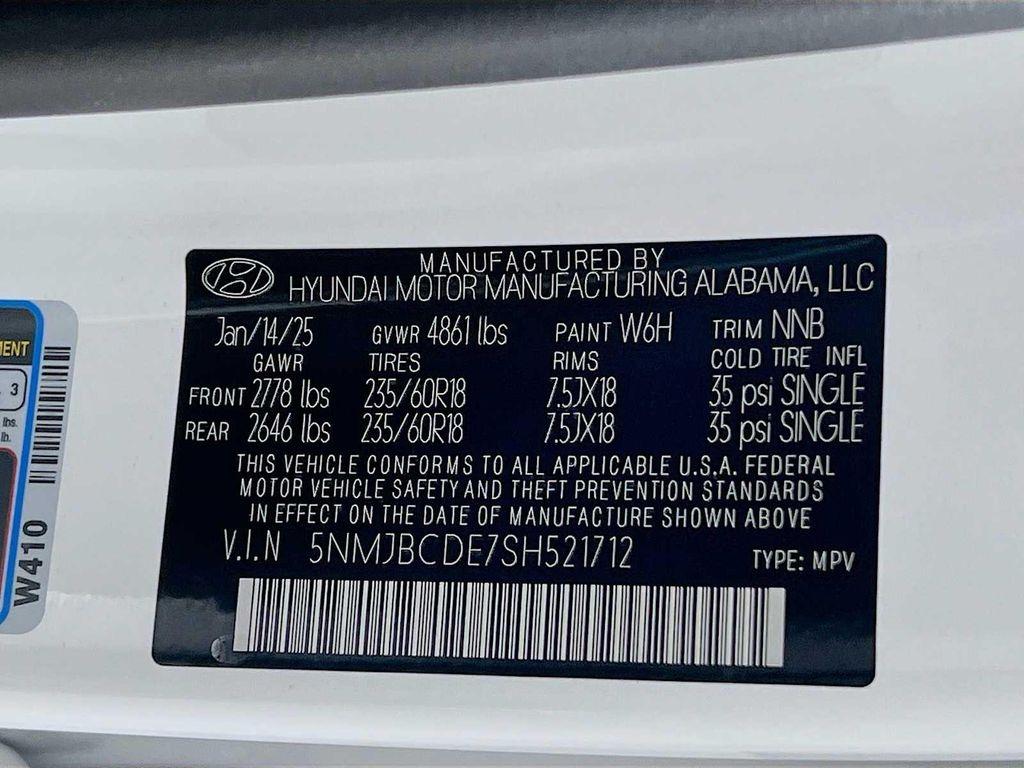 MANUFACTURED BY
HYUNDAI MOTOR MANUFACTURING ALABAMA, LLC
Jan/14/25 GVWR 4861 lbs PAINT W6H TRIM NNB
GAWR TIRES RIMS COLD TIRE INFL
FRONT 2778 lbs 235/60R18 7.5JX18 35 psi SINGLE
REAR 2646 lbs 235/60R18 7.5JX18 35 psi SINGLE
THIS VEHICLE CONFORMS TO ALL APPLICABLE U.S.A. FEDERAL
MOTOR VEHICLE SAFETY AND THEFT PREVENTION STANDARDS
IN EFFECT ON THE DATE OF MANUFACTURE SHOWN ABOVE
V.I.N 5NMJBCDE7SH521712 TYPE: MPV
3
lbs.
lb.
W410